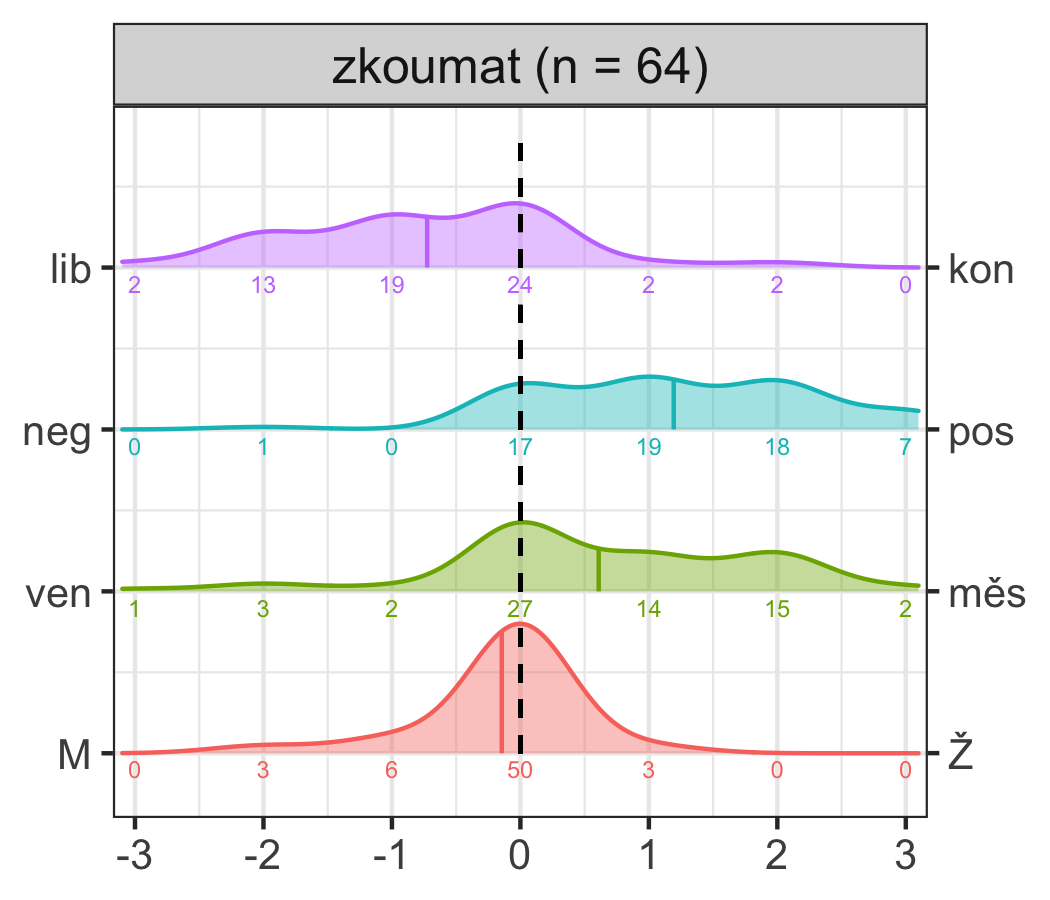 zkoumat (n = 64)
lib kon
2 13 19 24 2 2 0
neg pos
0 1 0 17 19 18 7
ven měs
1 3 2 27 14 15 2
M Ž
0 3 6 50 3 0 0
-3 -2 -1 0 1 2 3